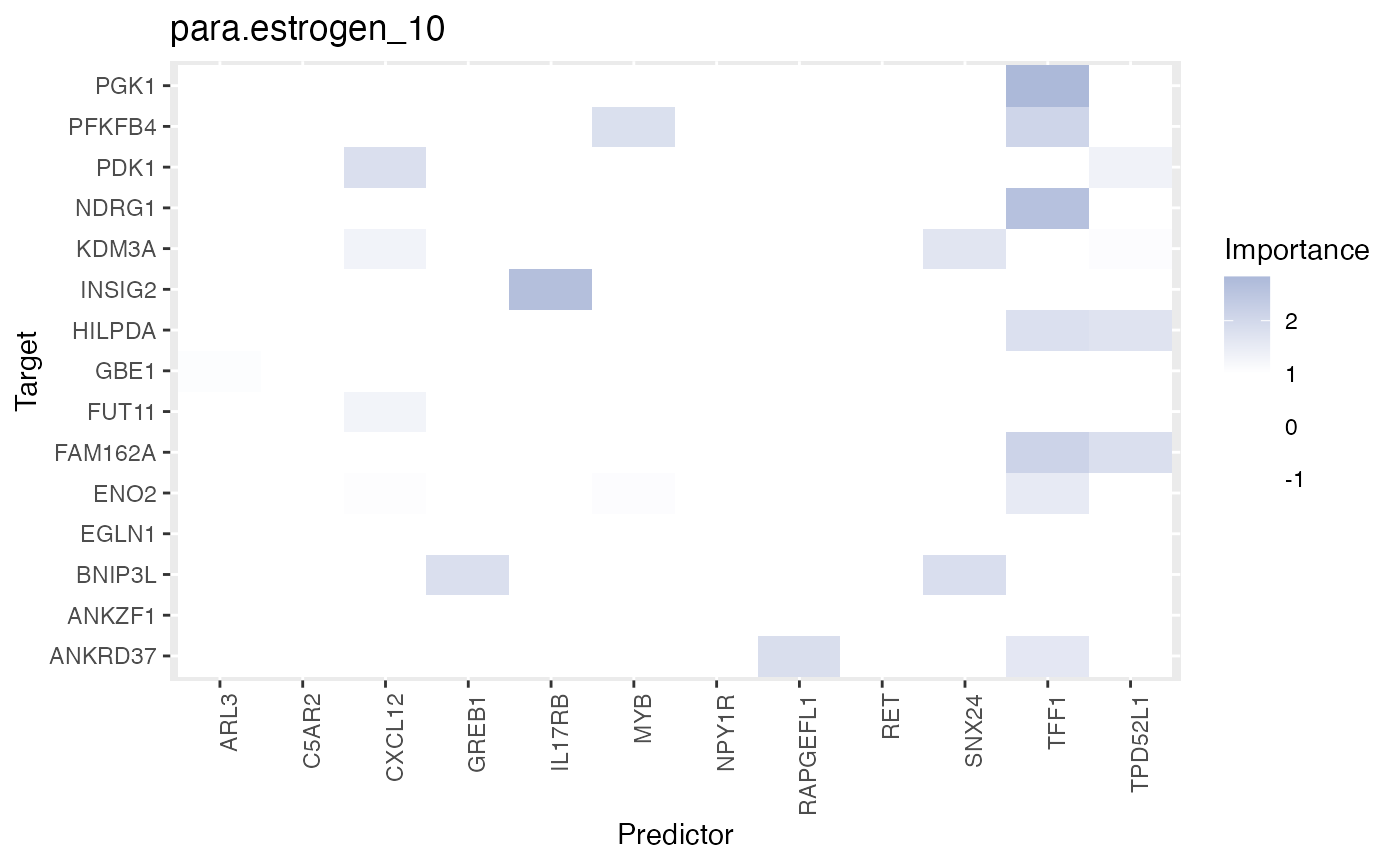 para.estrogen_10
PGK1
PFKFB4
PDK1
NDRG1
KDM3A
INSIG2
HILPDA
GBE1
FUT11
FAM162A
ENO2
EGLN1
BNIP3L
ANKZF1
ANKRD37
Target
ARL3
C5AR2
CXCL12
GREB1
IL17RB
MYB
NPY1R
RAPGEFL1
RET
SNX24
TFF1
TPD52L1
Predictor
Importance
2
1
0
-1